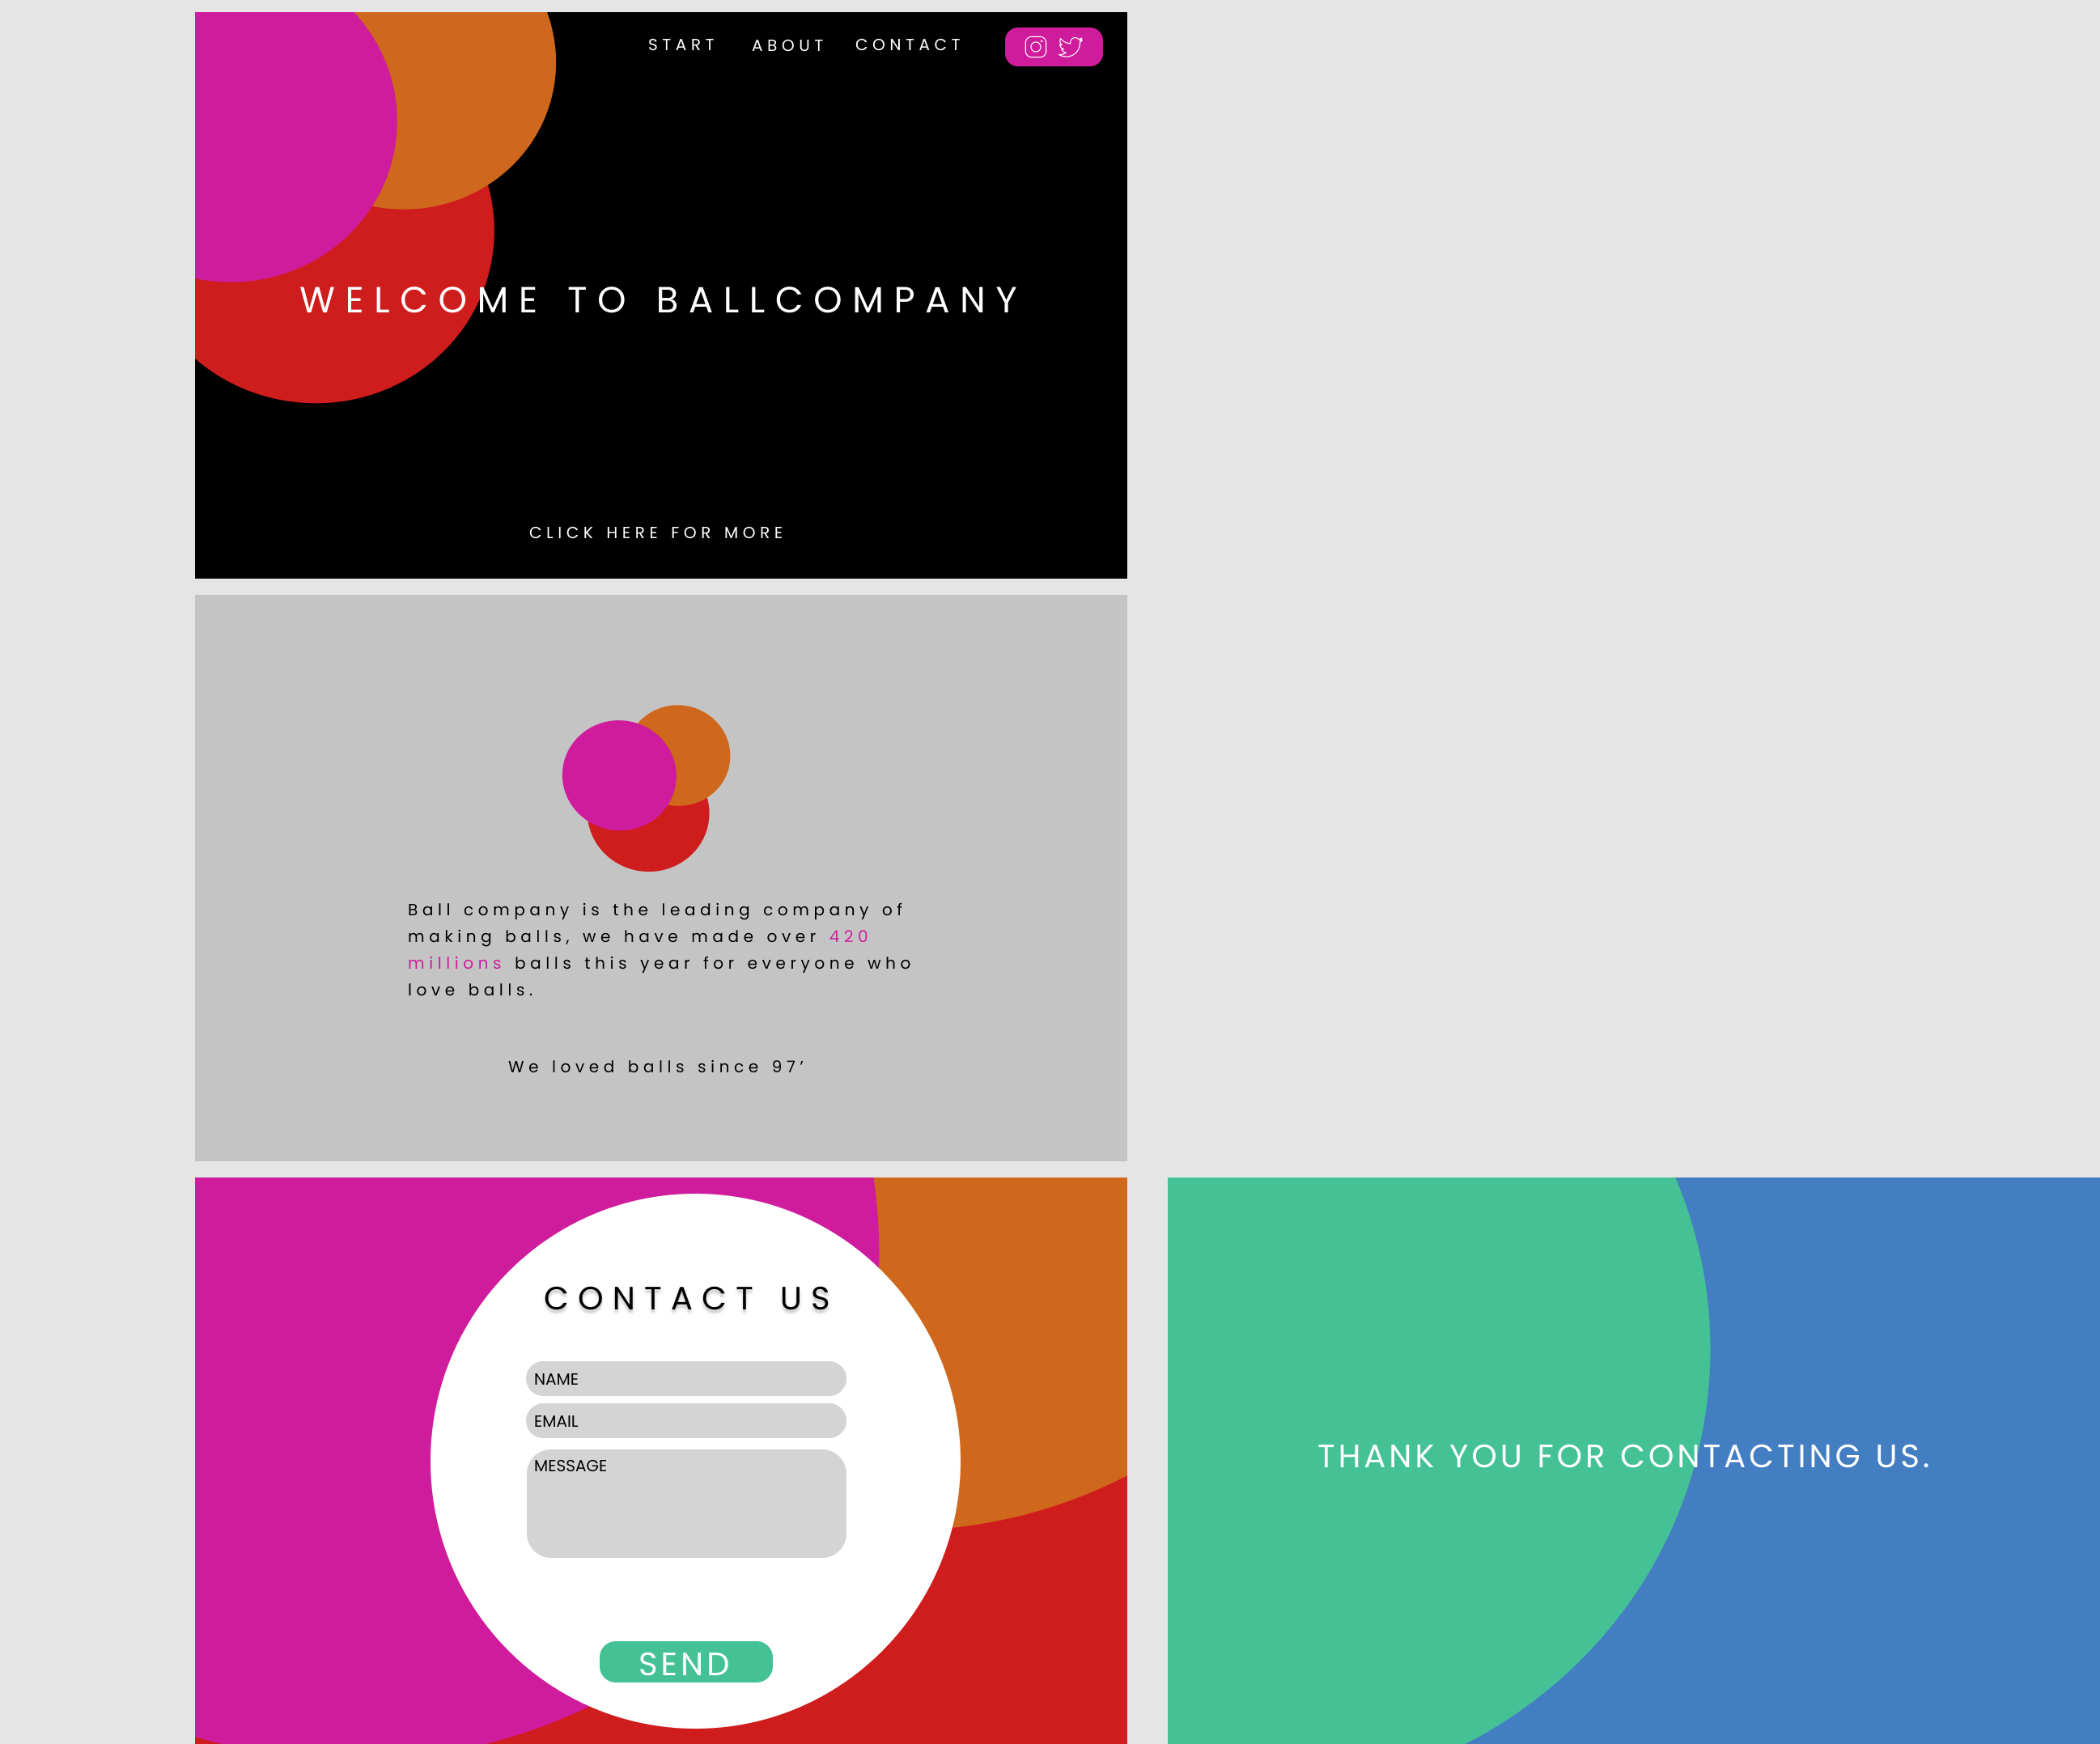 START ABOUT CONTACT
WELCOME TO BALLCOMPANY
CLICK HERE FOR MORE
Ball company is the leading company of
making balls, we have made over 420
millions balls this year for everyone who
love balls.
We loved balls since 97’
CONTACT US
NAME
EMAIL
MESSAGE
SEND
THANK YOU FOR CONTACTING US.